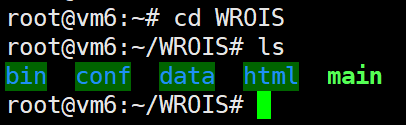 root@vm6:~# cd WROIS
root@vm6:~/WROIS# ls
bin  conf  data  html  main
root@vm6:~/WROIS#